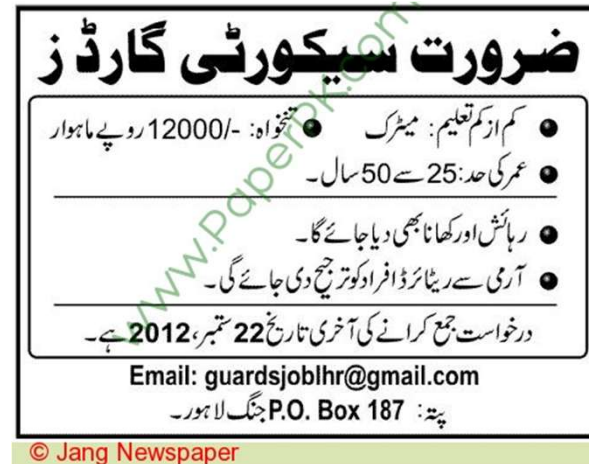 ضرورت سیکورٹی گارڈز
● کم از کم تعلیم: میٹرک ● تنخواہ: -/12000 روپے ماہوار
● عمر کی حد: 25 سے 50 سال۔
● رہائش اور کھانا بھی دیا جائے گا۔
● آرمی سے ریٹائرڈ افراد کو ترجیح دی جائے گی۔
درخواست جمع کرانے کی آخری تاریخ 22 ستمبر، 2012 ہے۔
Email: guardsjoblhr@gmail.com
پتہ: P.O. Box 187 جنگ لاہور۔
www.PaperPk.com
© Jang Newspaper